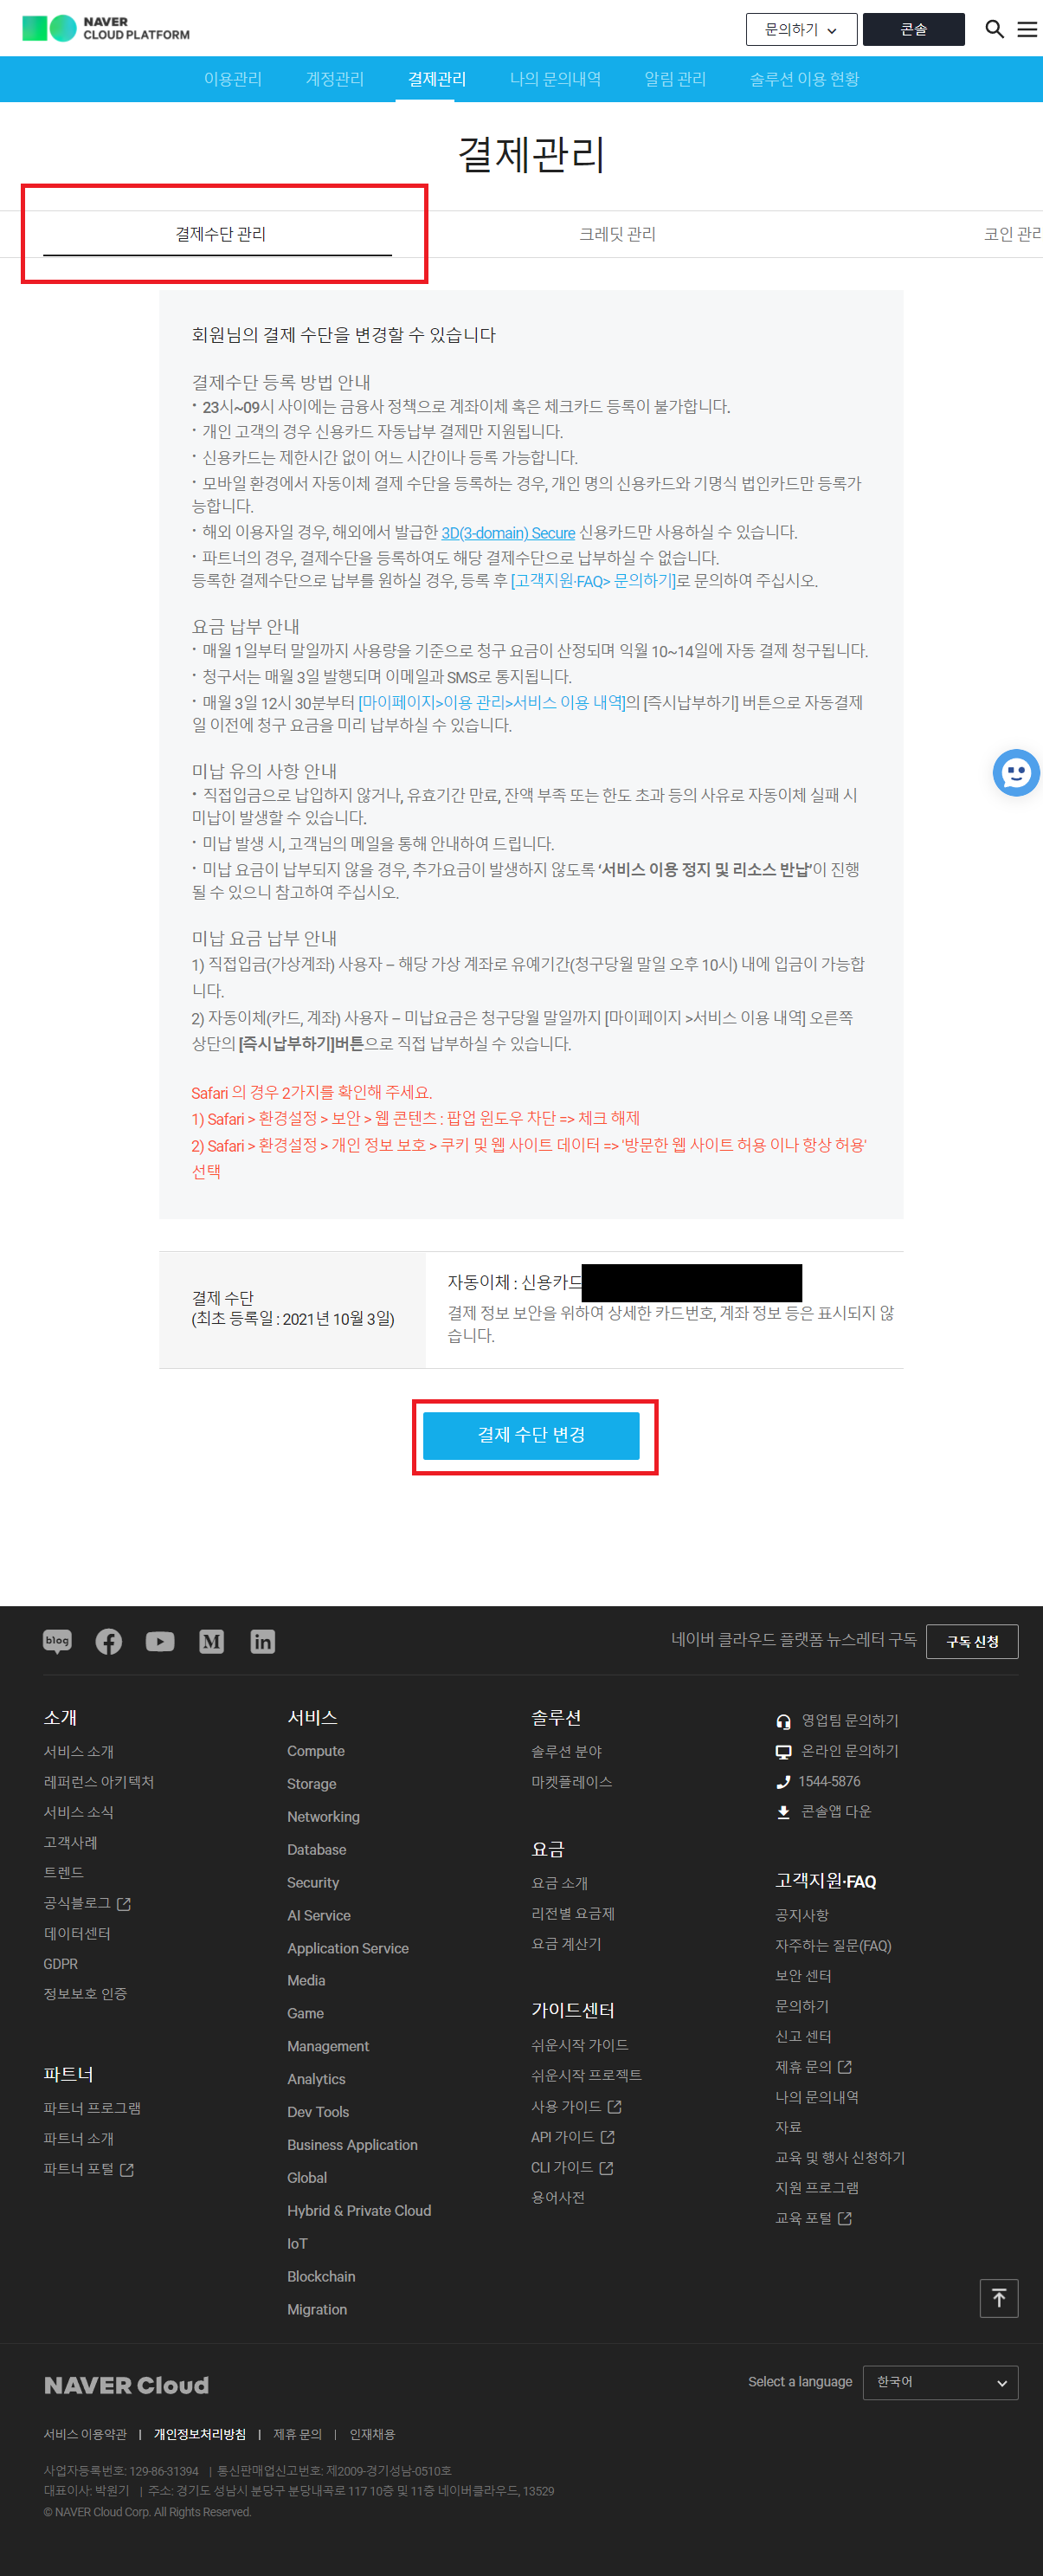 NAVER
CLOUD PLATFORM
문의하기
콘솔
이용관리 계정관리 결제관리 나의 문의내역 알림 관리 솔루션 이용 현황
결제관리
결제수단 관리 크레딧 관리 코인 관리
회원님의 결제 수단을 변경할 수 있습니다
결제수단 등록 방법 안내
· 23시~09시 사이에는 금융사 정책으로 계좌이체 혹은 체크카드 등록이 불가합니다.
· 개인 고객의 경우 신용카드 자동납부 결제만 지원됩니다.
· 신용카드는 제한시간 없이 어느 시간이나 등록 가능합니다.
· 모바일 환경에서 자동이체 결제 수단을 등록하는 경우, 개인 명의 신용카드와 기명식 법인카드만 등록가
능합니다.
· 해외 이용자일 경우, 해외에서 발급한 3D(3-domain) Secure 신용카드만 사용하실 수 있습니다.
· 파트너의 경우, 결제수단을 등록하여도 해당 결제수단으로 납부하실 수 없습니다.
등록한 결제수단으로 납부를 원하실 경우, 등록 후 [고객지원·FAQ> 문의하기]로 문의하여 주십시오.
요금 납부 안내
· 매월 1일부터 말일까지 사용량을 기준으로 청구 요금이 산정되며 익월 10~14일에 자동 결제 청구됩니다.
· 청구서는 매월 3일 발행되며 이메일과 SMS로 통지됩니다.
· 매월 3일 12시 30분부터 [마이페이지>이용 관리>서비스 이용 내역]의 [즉시납부하기] 버튼으로 자동결제
일 이전에 청구 요금을 미리 납부하실 수 있습니다.
미납 유의 사항 안내
· 직접입금으로 납입하지 않거나, 유효기간 만료, 잔액 부족 또는 한도 초과 등의 사유로 자동이체 실패 시
미납이 발생할 수 있습니다.
· 미납 발생 시, 고객님의 메일을 통해 안내하여 드립니다.
· 미납 요금이 납부되지 않을 경우, 추가요금이 발생하지 않도록 ‘서비스 이용 정지 및 리소스 반납’이 진행
될 수 있으니 참고하여 주십시오.
미납 요금 납부 안내
1) 직접입금(가상계좌) 사용자 – 해당 가상 계좌로 유예기간(청구당월 말일 오후 10시) 내에 입금이 가능합
니다.
2) 자동이체(카드, 계좌) 사용자 – 미납요금은 청구당월 말일까지 [마이페이지 >서비스 이용 내역] 오른쪽
상단의 [즉시납부하기]버튼으로 직접 납부하실 수 있습니다.
Safari 의 경우 2가지를 확인해 주세요.
1) Safari > 환경설정 > 보안 > 웹 콘텐츠 : 팝업 윈도우 차단 => 체크 해제
2) Safari > 환경설정 > 개인 정보 보호 > 쿠키 및 웹 사이트 데이터 => '방문한 웹 사이트 허용 이나 항상 허용'
선택
결제 수단
(최초 등록일 : 2021년 10월 3일)
자동이체 : 신용카드
결제 정보 보안을 위하여 상세한 카드번호, 계좌 정보 등은 표시되지 않
습니다.
결제 수단 변경
blog
M
in
네이버 클라우드 플랫폼 뉴스레터 구독 구독 신청
소개
서비스 소개
레퍼런스 아키텍처
서비스 소식
고객사례
트렌드
공식블로그
데이터센터
GDPR
정보보호 인증
파트너
파트너 프로그램
파트너 소개
파트너 포털
서비스
Compute
Storage
Networking
Database
Security
AI Service
Application Service
Media
Game
Management
Analytics
Dev Tools
Business Application
Global
Hybrid & Private Cloud
IoT
Blockchain
Migration
솔루션
솔루션 분야
마켓플레이스
요금
요금 소개
리전별 요금제
요금 계산기
가이드센터
쉬운시작 가이드
쉬운시작 프로젝트
사용 가이드
API 가이드
CLI 가이드
용어사전
영업팀 문의하기
온라인 문의하기
1544-5876
콘솔앱 다운
고객지원·FAQ
공지사항
자주하는 질문(FAQ)
보안 센터
문의하기
신고 센터
제휴 문의
나의 문의내역
자료
교육 및 행사 신청하기
지원 프로그램
교육 포털
NAVER Cloud
Select a language 한국어
서비스 이용약관 | 개인정보처리방침 | 제휴 문의 | 인재채용
사업자등록번호: 129-86-31394 | 통신판매업신고번호: 제2009-경기성남-0510호
대표이사: 박원기 | 주소: 경기도 성남시 분당구 분당내곡로 117 10층 및 11층 네이버클라우드, 13529
© NAVER Cloud Corp. All Rights Reserved.